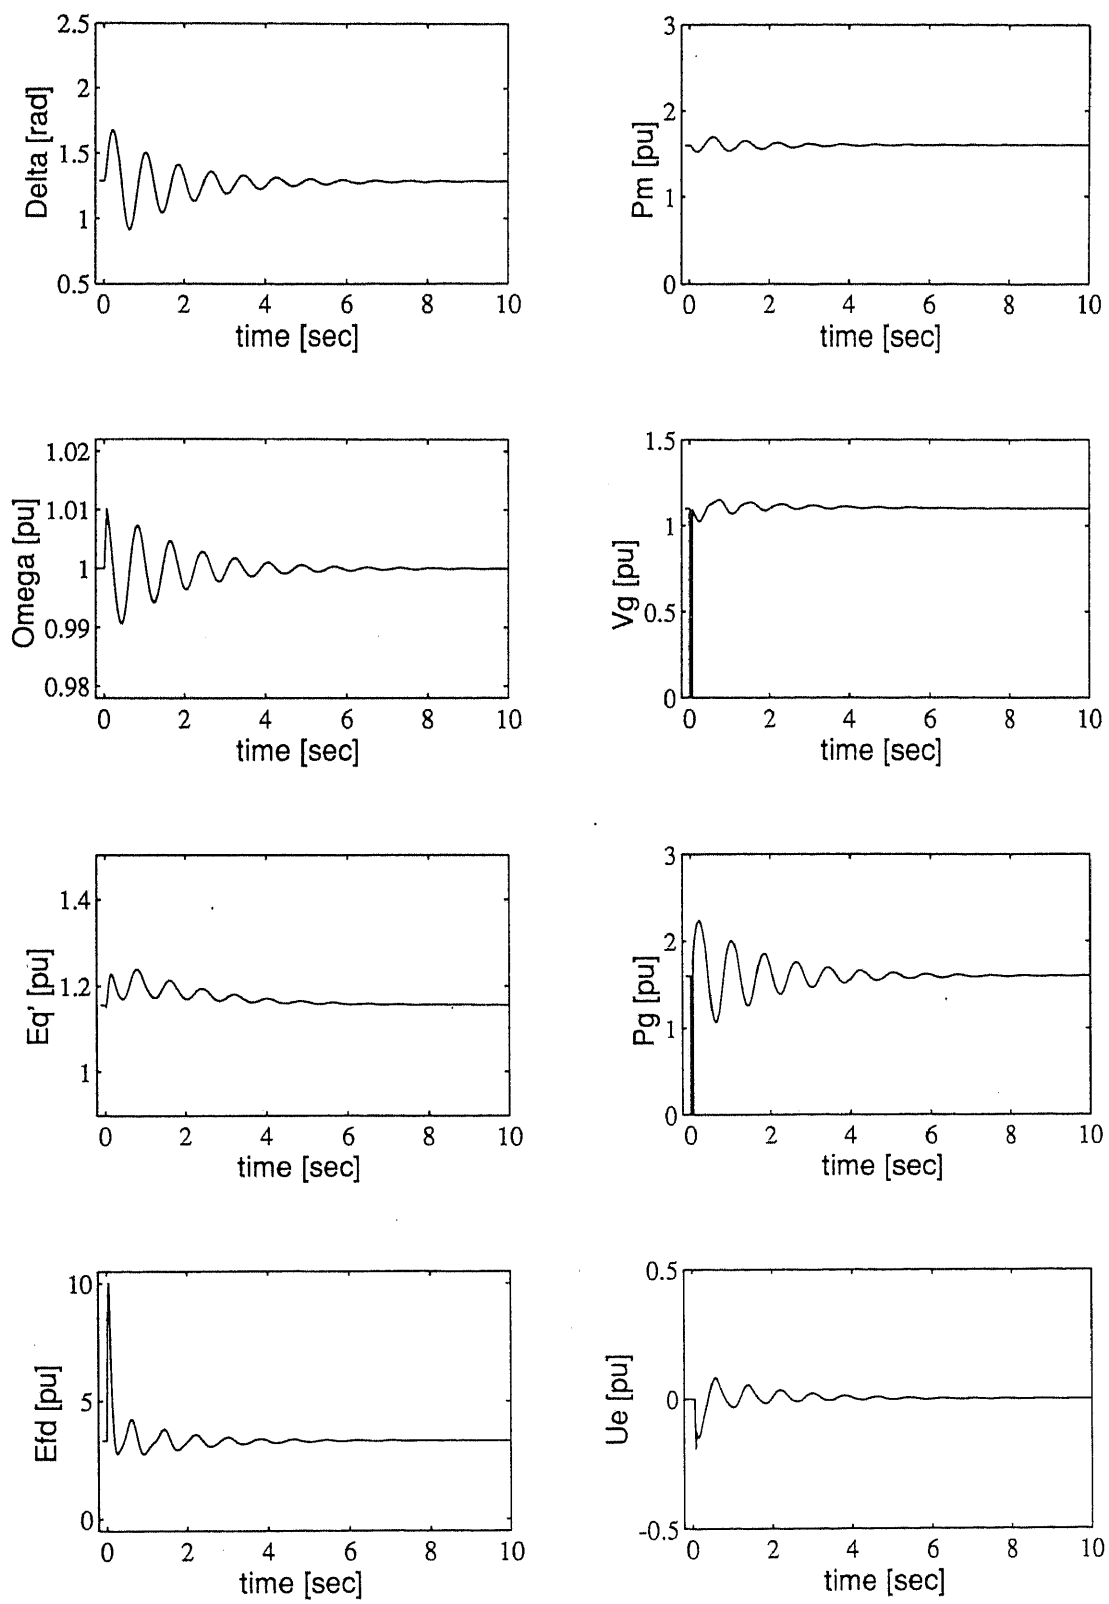 2.5
2
1.5
1
0.5
Delta [rad]
0 2 4 6 8 10
time [sec]
3
2
1
0
Pm [pu]
0 2 4 6 8 10
time [sec]
1.02
1.01
1
0.99
0.98
Omega [pu]
0 2 4 6 8 10
time [sec]
1.5
1
0.5
0
Vg [pu]
0 2 4 6 8 10
time [sec]
1.4
1.2
1
Eq' [pu]
0 2 4 6 8 10
time [sec]
3
2
1
0
Pg [pu]
0 2 4 6 8 10
time [sec]
10
5
0
Efd [pu]
0 2 4 6 8 10
time [sec]
0.5
0
-0.5
Ue [pu]
0 2 4 6 8 10
time [sec]